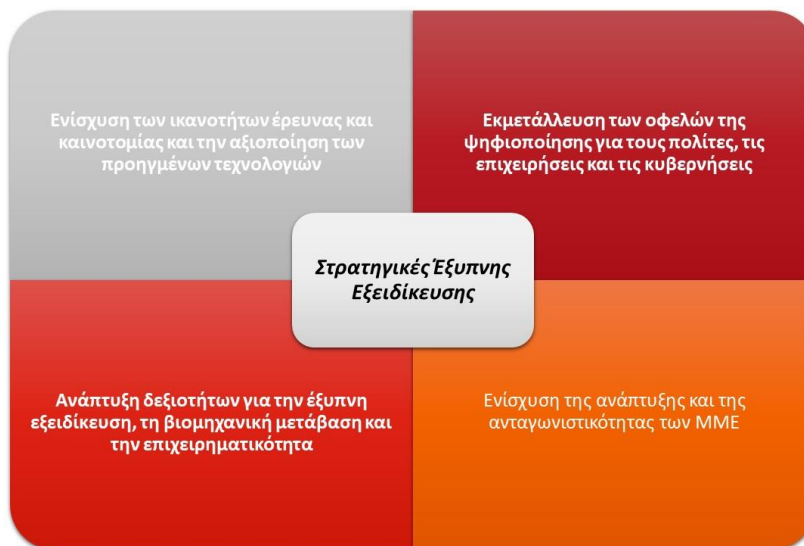 Ενίσχυση των ικανοτήτων έρευνας και
καινοτομίας και την αξιοποίηση των
προηγμένων τεχνολογιών
Εκμετάλλευση των οφελών της
ψηφιοποίησης για τους πολίτες, τις
επιχειρήσεις και τις κυβερνήσεις
Στρατηγικές Έξυπνης
Εξειδίκευσης
Ανάπτυξη δεξιοτήτων για την έξυπνη
εξειδίκευση, τη βιομηχανική μετάβαση και
την επιχειρηματικότητα
Ενίσχυση της ανάπτυξης και της
ανταγωνιστικότητας των ΜΜΕ